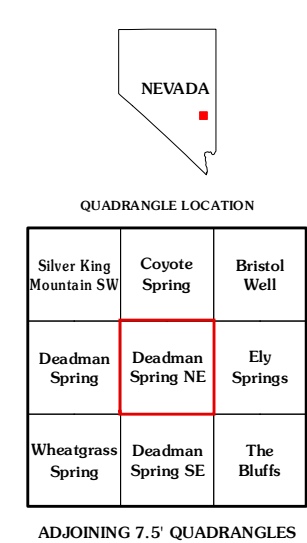 NEVADA
QUADRANGLE LOCATION
Silver King
Mountain SW
Coyote
Spring
Bristol
Well
Deadman
Spring
Deadman
Spring NE
Ely
Springs
Wheatgrass
Spring
Deadman
Spring SE
The
Bluffs
ADJOINING 7.5' QUADRANGLES